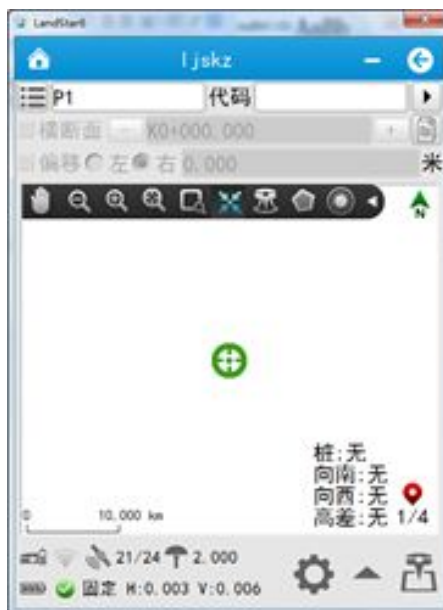 LandStar6
ljskz
P1 代码
横断面 - K0+000.000 +
偏移 左 右 0.000 米
N
桩:无
向南:无
向西:无
高差:无 1/4
0 10,000 km
21/24 2.000
固定 H:0.003 V:0.006